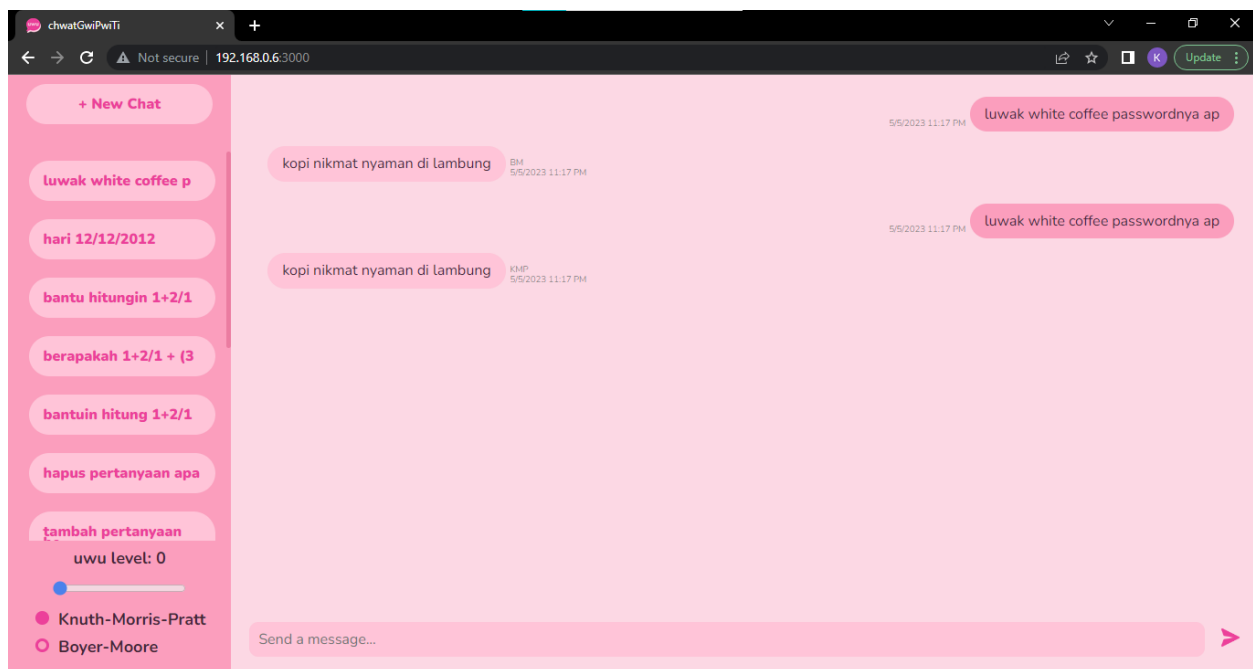 chwatGwiPwiTi
Not secure
192.168.0.6:3000
K
Update
+ New Chat
luwak white coffee p
hari 12/12/2012
bantu hitungin 1+2/1
berapakah 1+2/1 + (3
bantuin hitung 1+2/1
hapus pertanyaan apa
tambah pertanyaan
uwu level: 0
Knuth-Morris-Pratt
Boyer-Moore
5/5/2023 11:17 PM
luwak white coffee passwordnya ap
kopi nikmat nyaman di lambung
BM
5/5/2023 11:17 PM
5/5/2023 11:17 PM
luwak white coffee passwordnya ap
kopi nikmat nyaman di lambung
KMP
5/5/2023 11:17 PM
Send a message...